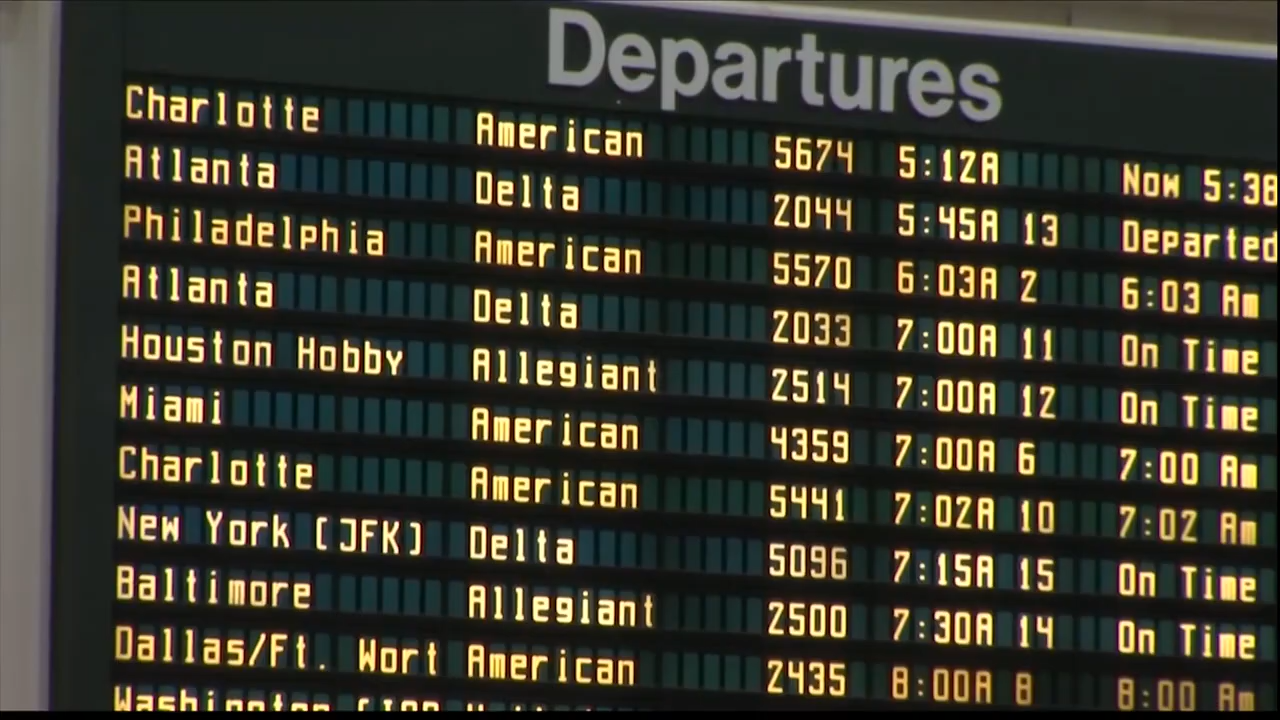 Departures
Charlotte American 5674 5:12A Now 5:38
Atlanta Delta 2044 5:45A 13 Departed
Philadelphia American 5570 6:03A 2 6:03 Am
Atlanta Delta 2033 7:00A 11 On Time
Houston Hobby Allegiant 2514 7:00A 12 On Time
Miami American 4359 7:00A 6 7:00 Am
Charlotte American 5441 7:02A 10 7:02 Am
New York (JFK) Delta 5096 7:15A 15 On Time
Baltimore Allegiant 2500 7:30A 14 On Time
Dallas/Ft. Wort American 2435 8:00A 8 8:00 Am
Washington